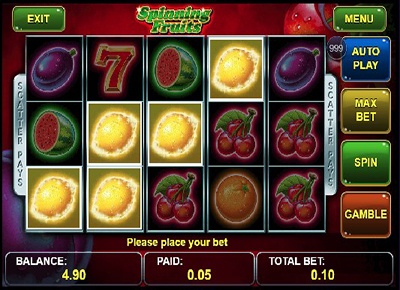 EXIT
Spinning
Fruits
MENU
999
AUTO
PLAY
MAX
BET
SPIN
GAMBLE
SCATTER PAYS
SCATTER PAYS
Please place your bet
BALANCE:
4.90
PAID:
0.05
TOTAL BET:
0.10